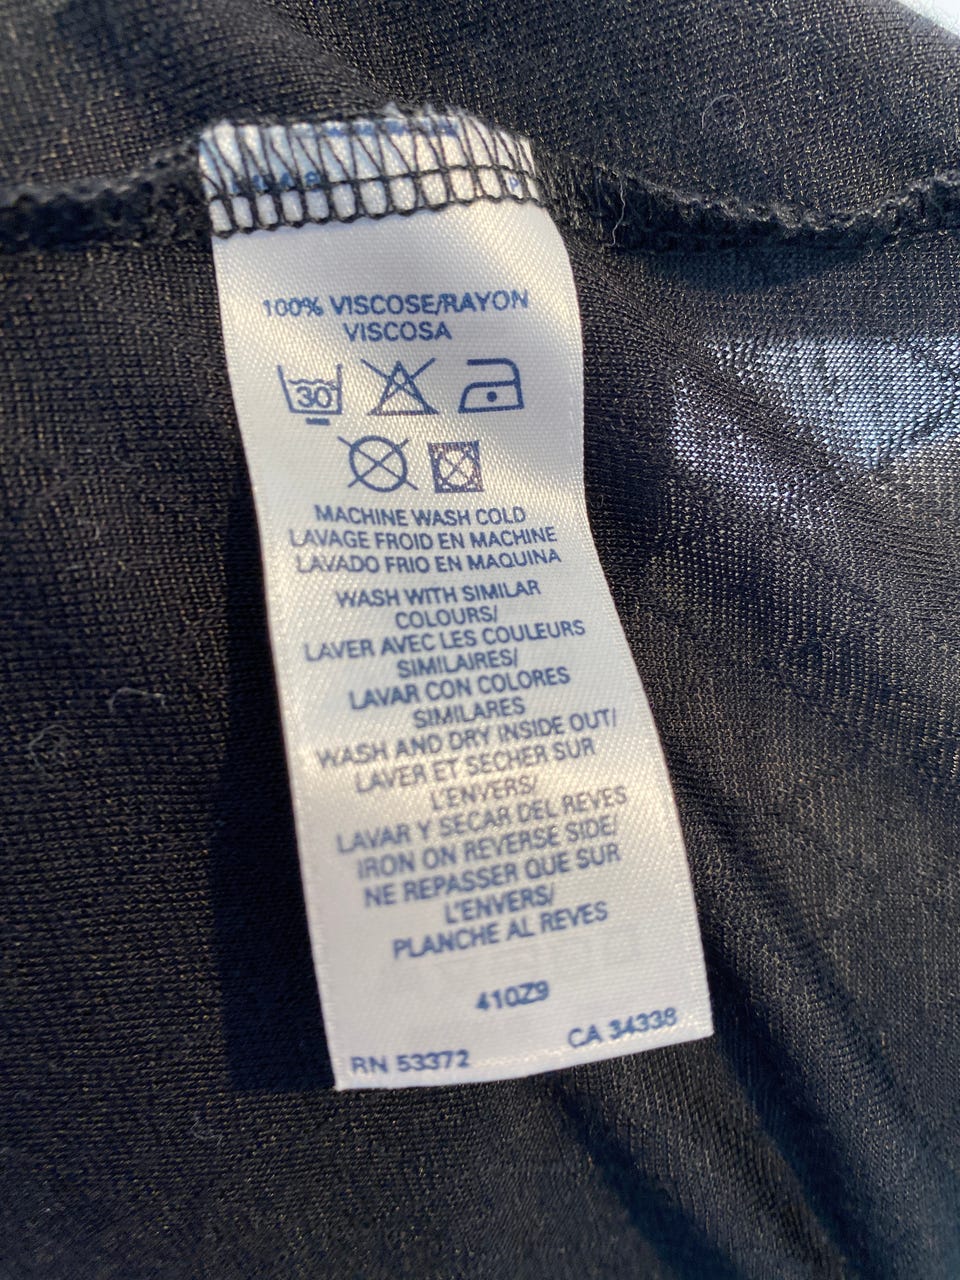 100% VISCOSE/RAYON
VISCOSA
30
MACHINE WASH COLD
LAVAGE FROID EN MACHINE
LAVADO FRIO EN MAQUINA
WASH WITH SIMILAR
COLOURS/
LAVER AVEC LES COULEURS
SIMILAIRES/
LAVAR CON COLORES
SIMILARES
WASH AND DRY INSIDE OUT/
LAVER ET SECHER SUR
L'ENVERS/
LAVAR Y SECAR DEL REVES
IRON ON REVERSE SIDE/
NE REPASSER QUE SUR
L'ENVERS/
PLANCHE AL REVES
410Z9
RN 53372 CA 34338